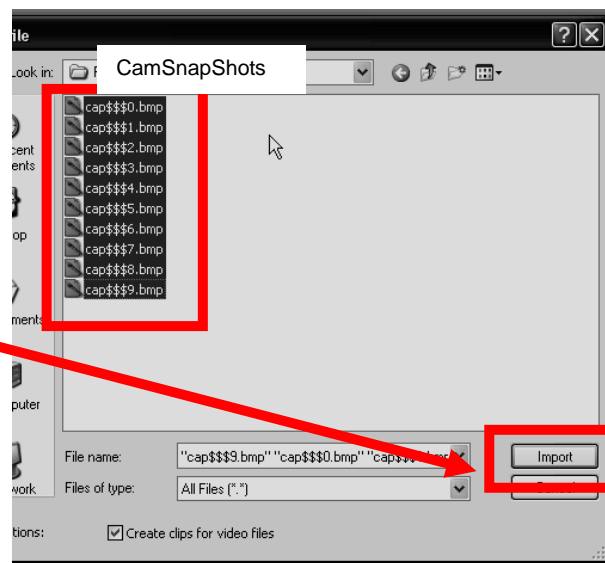 ile
Look in: CamSnapShots
cap$$$0.bmp
cap$$$1.bmp
cap$$$2.bmp
cap$$$3.bmp
cap$$$4.bmp
cap$$$5.bmp
cap$$$6.bmp
cap$$$7.bmp
cap$$$8.bmp
cap$$$9.bmp
cent
ents
op
ments
puter
File name: "cap$$$9.bmp" "cap$$$0.bmp" "cap$$$ Import
work Files of type: All Files (*.*)
tions: Create clips for video files